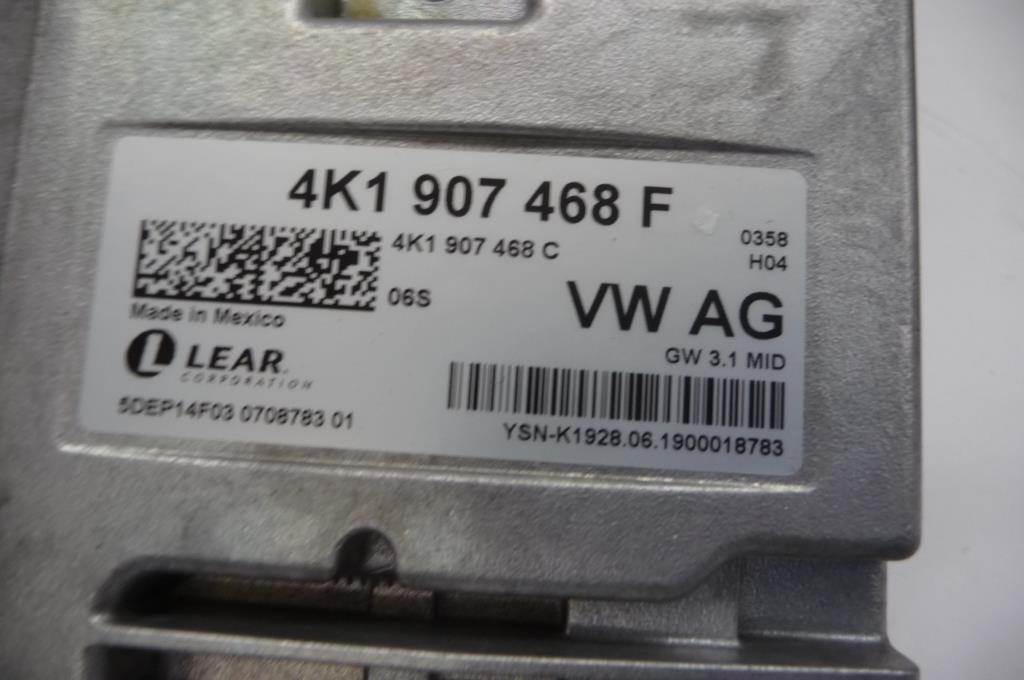 4K1 907 468 F
4K1 907 468 C
0358
H04
06S
VW AG
Made in Mexico
GW 3.1 MID
LEAR.
CORPORATION
5DEP14F03 0708783 01
YSN-K1928.06.1900018783